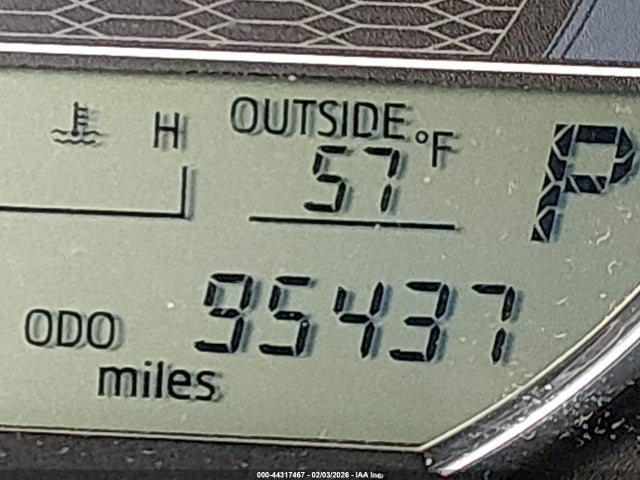 H
OUTSIDE °F
57
P
ODO 95437
miles
000-44317467 - 02/03/2026 - IAA Inc.